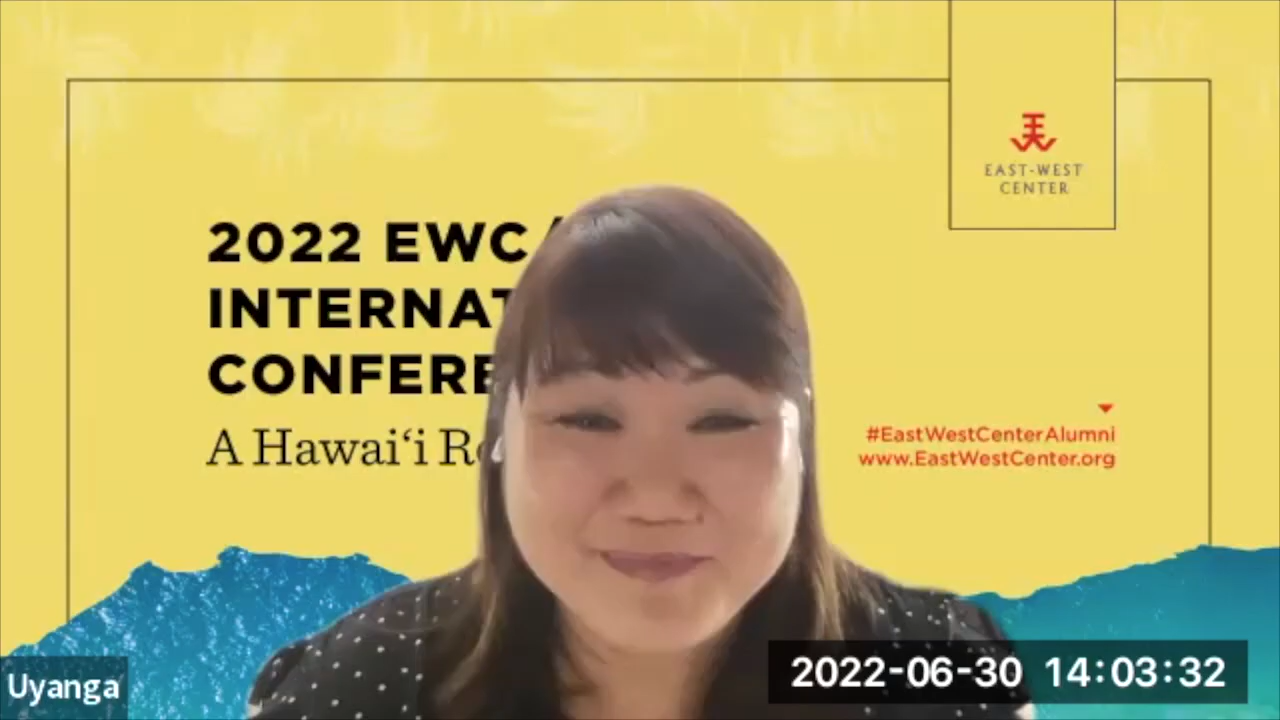 EAST-WEST
CENTER
2022 EWC
INTERNAT
CONFERE
A Hawai‘i R
#EastWestCenterAlumni
www.EastWestCenter.org
Uyanga
2022-06-30 14:03:32